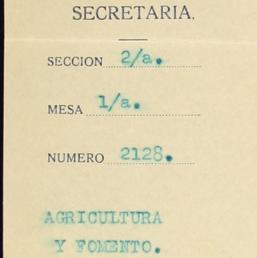 SECRETARIA.
SECCION 2/a.
MESA 1/a.
NUMERO 2128.
AGRICULTURA
Y FOMENTO.